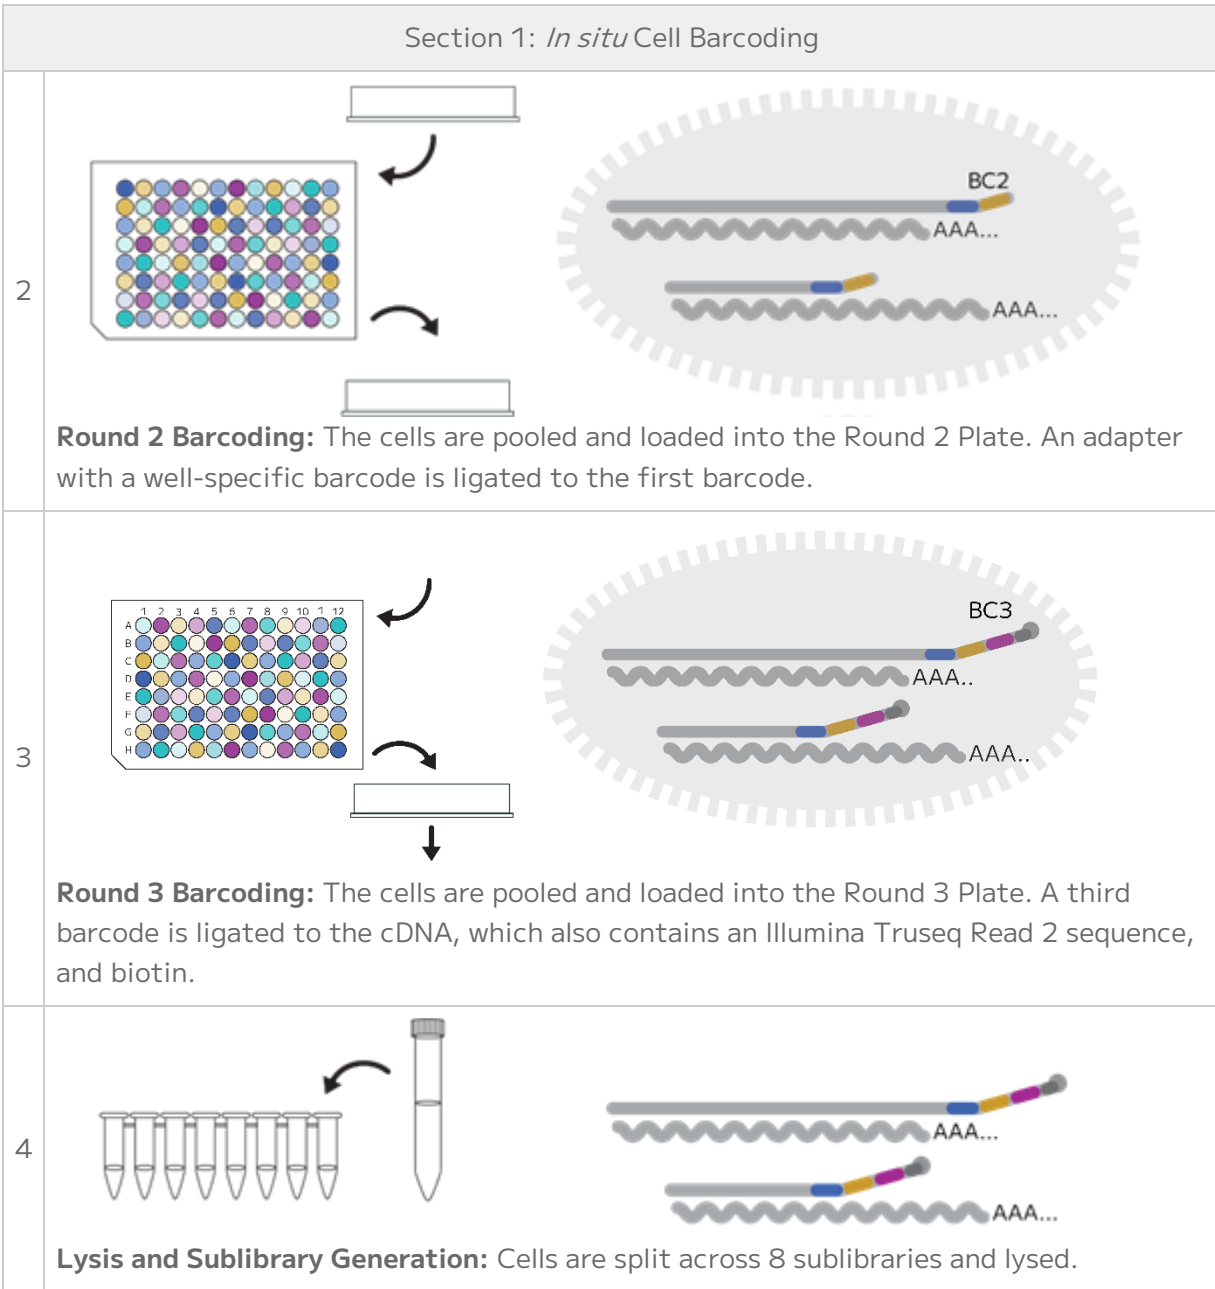 Section 1: In situ Cell Barcoding
2
BC2
AAA...
AAA...
Round 2 Barcoding: The cells are pooled and loaded into the Round 2 Plate. An adapter
with a well-specific barcode is ligated to the first barcode.
3
1 2 3 4 5 6 7 8 9 10 1 12
A
B
C
D
E
F
G
H
BC3
AAA..
AAA..
Round 3 Barcoding: The cells are pooled and loaded into the Round 3 Plate. A third
barcode is ligated to the cDNA, which also contains an Illumina Truseq Read 2 sequence,
and biotin.
4
AAA...
AAA...
Lysis and Sublibrary Generation: Cells are split across 8 sublibraries and lysed.